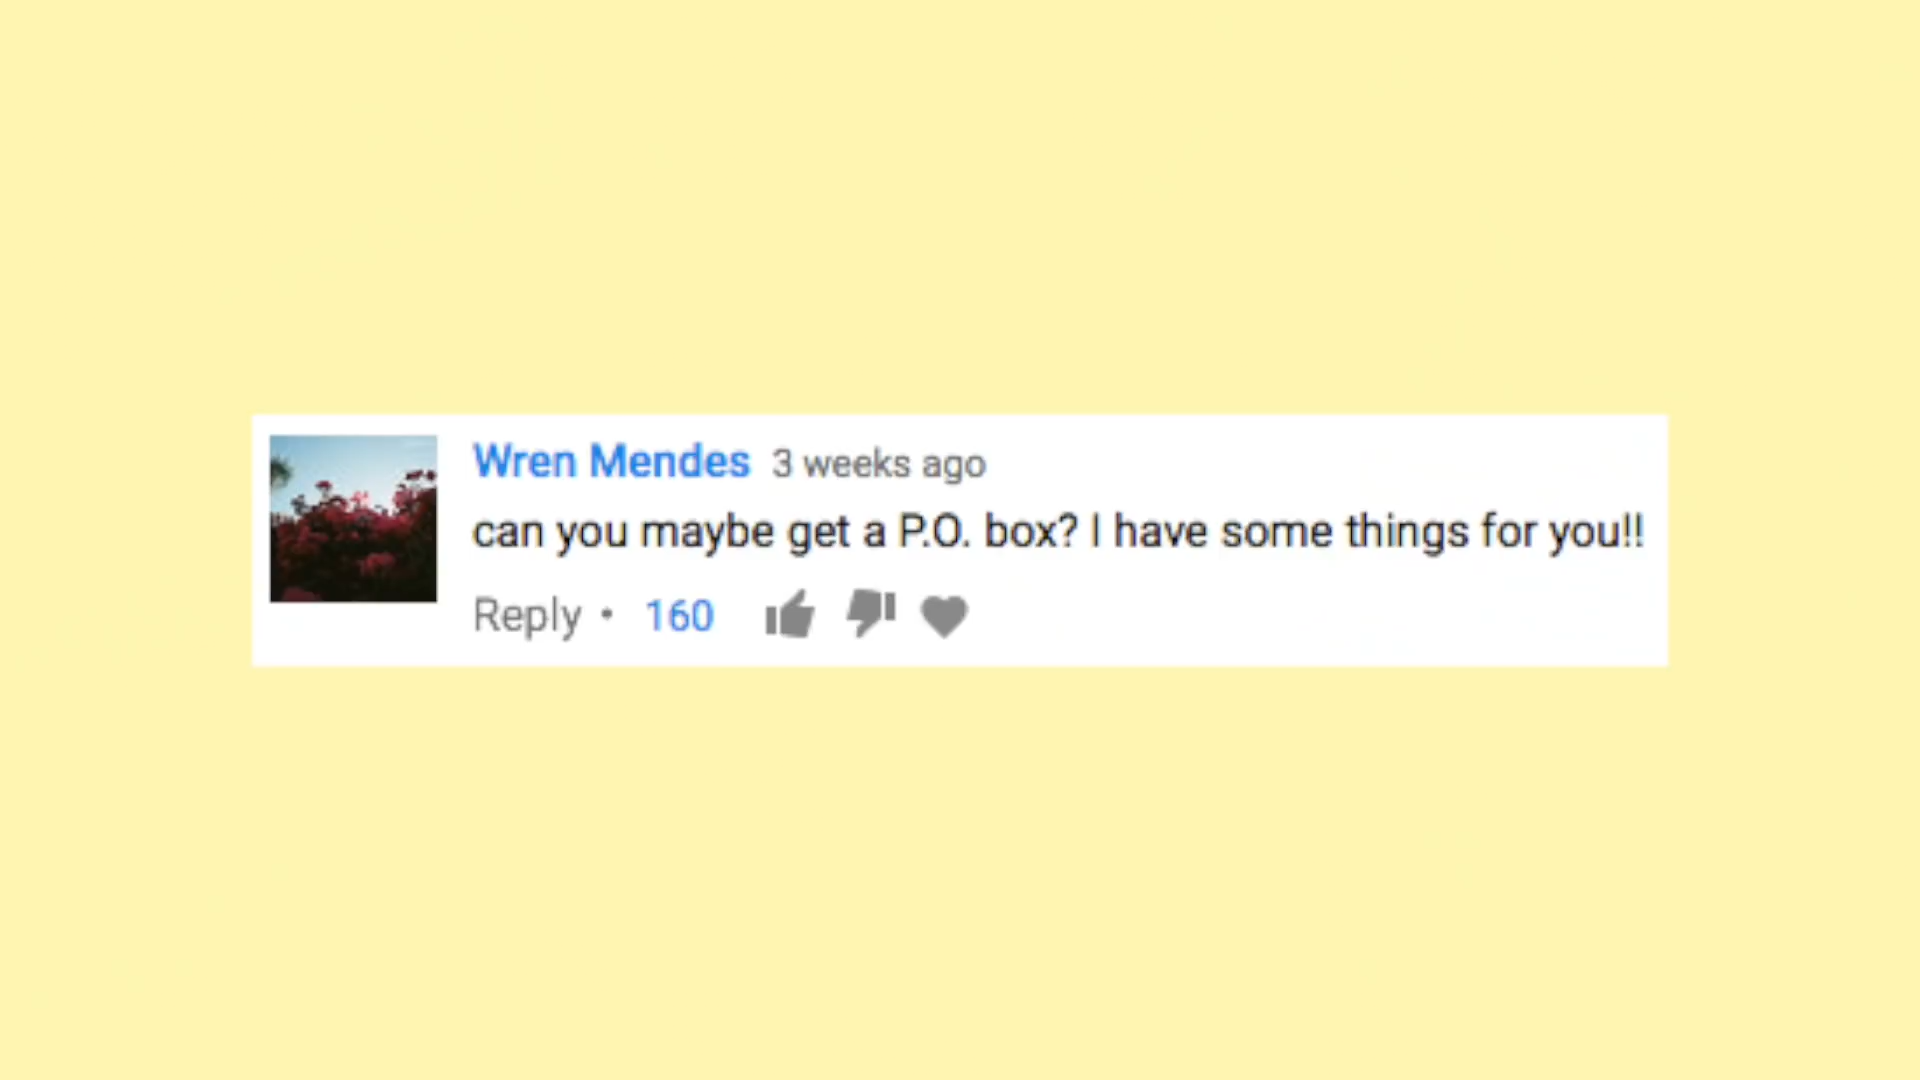 Wren Mendes 3 weeks ago
can you maybe get a P.O. box? I have some things for you!!
Reply • 160